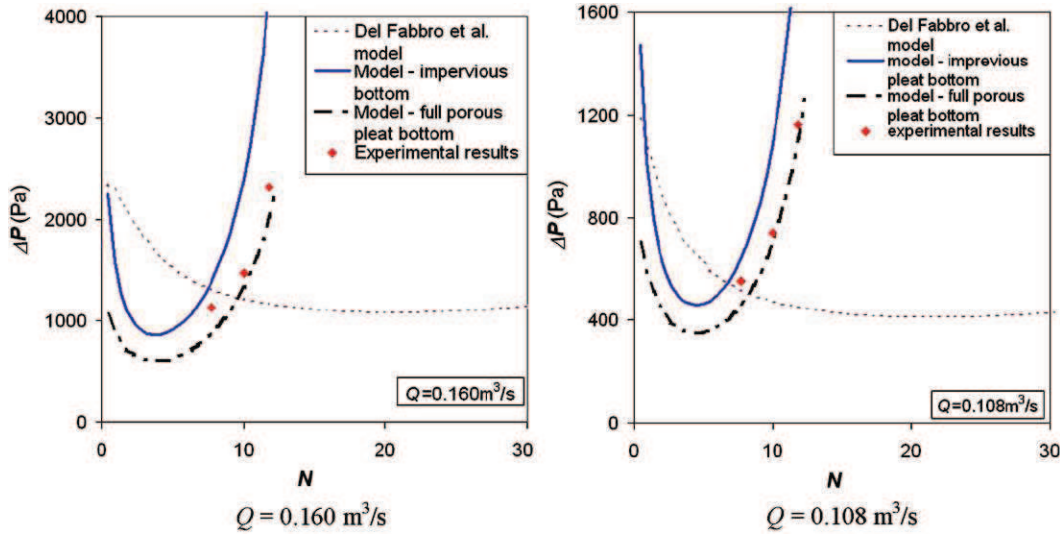 4000
3000
2000
1000
0
ΔP (Pa)
Del Fabbro et al.
model
Model - impervious
bottom
Model - full porous
pleat bottom
Experimental results
Q=0.160m³/s
0
10
20
30
N
Q = 0.160 m³/s
1600
1200
800
400
0
ΔP (Pa)
Del Fabbro et al.
model
model - imprevious
pleat bottom
model - full porous
pleat bottom
experimental results
Q=0.108m³/s
0
10
20
30
N
Q = 0.108 m³/s